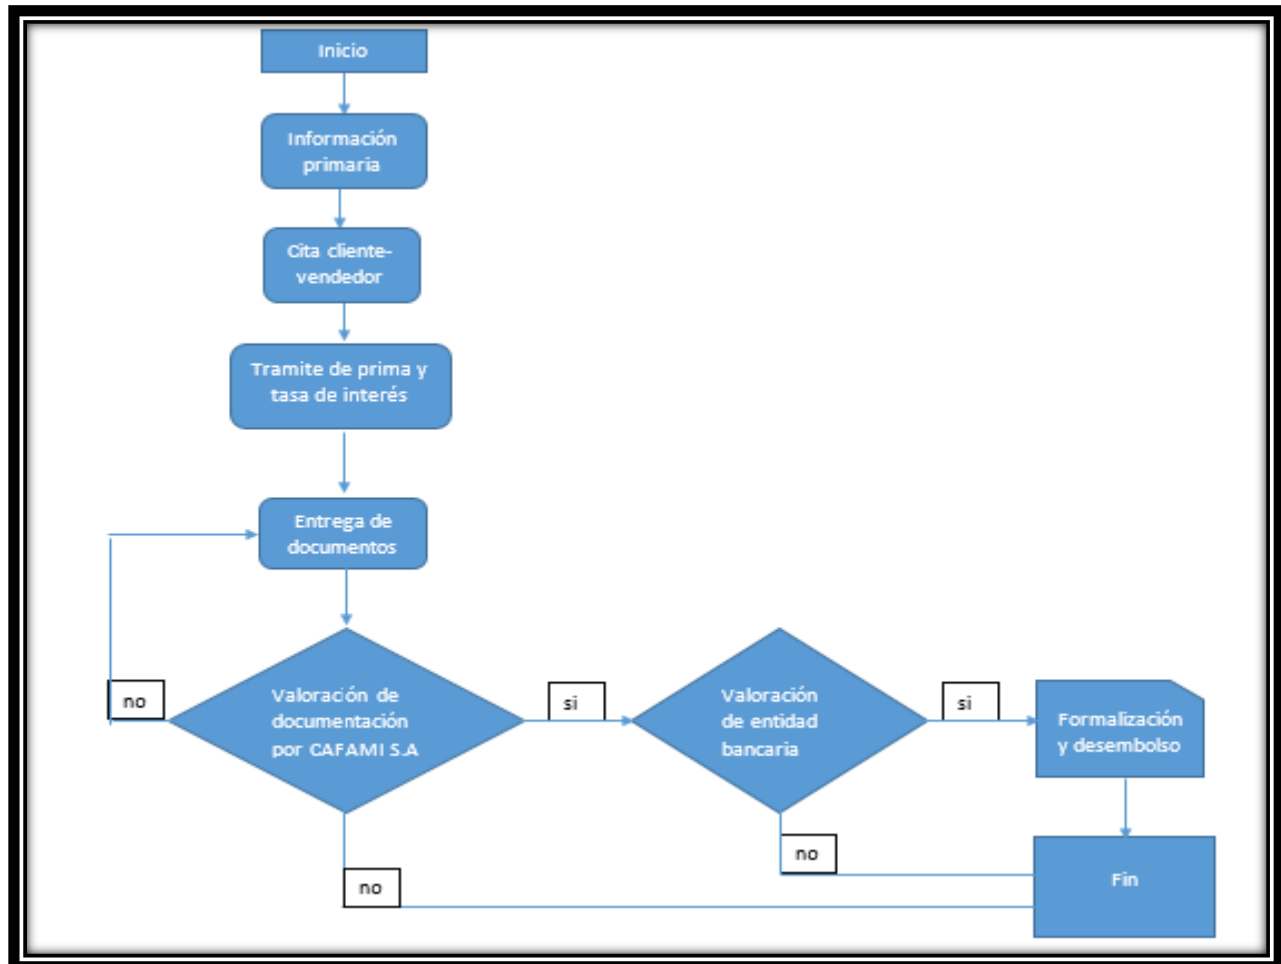 Inicio
Información
primaria
Cita cliente-
vendedor
Tramite de prima y
tasa de interés
Entrega de
documentos
no
Valoración de
documentación
por CAFAMI S.A
si
Valoración
de entidad
bancaria
si
Formalización
y desembolso
no
no
Fin